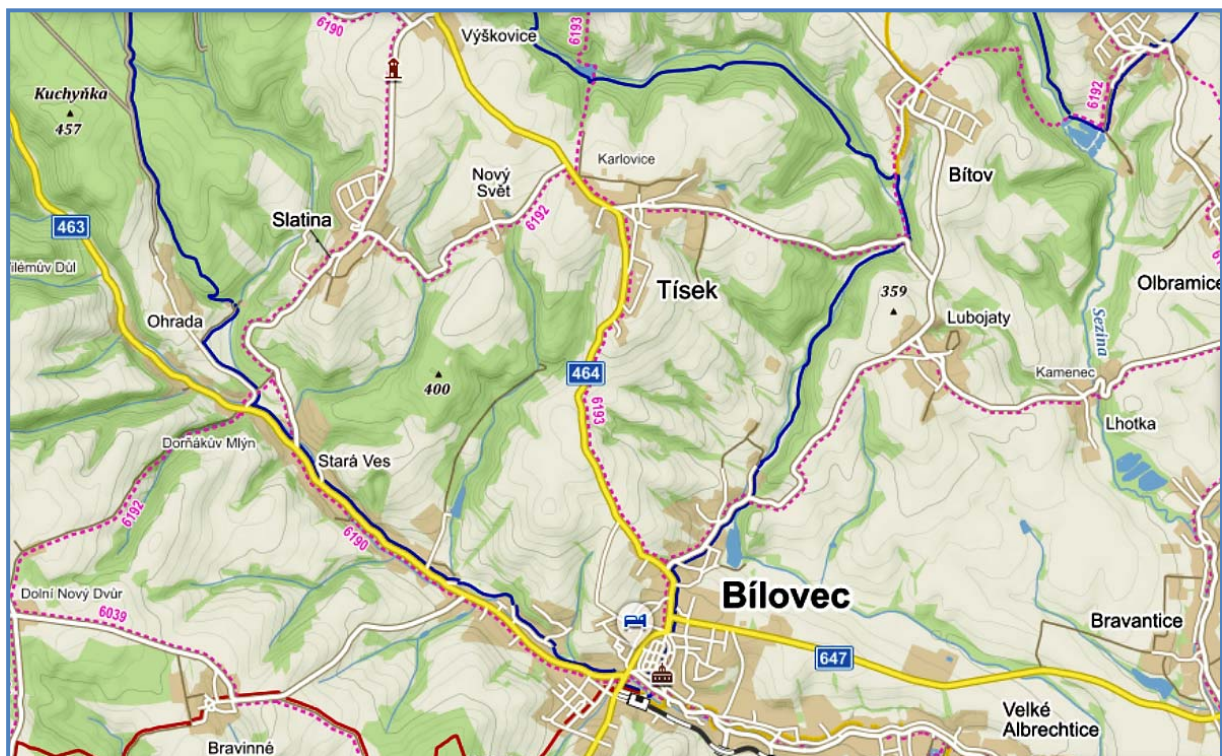 6190
Výškovice
6193
Kuchyňka
457
6192
Karlovice
Nový
Svět
Bítov
Slatina
6192
463
Tísek
359
Olbramice
Ohrada
Lubojaty
Sezina
464
400
Kamenec
6193
Lhotka
Dorňákův Mlýn
Stará Ves
6192
6190
Dolní Nový Dvůr
6039
Bílovec
Bravantice
647
Velké
Albrechtice
Bravinné